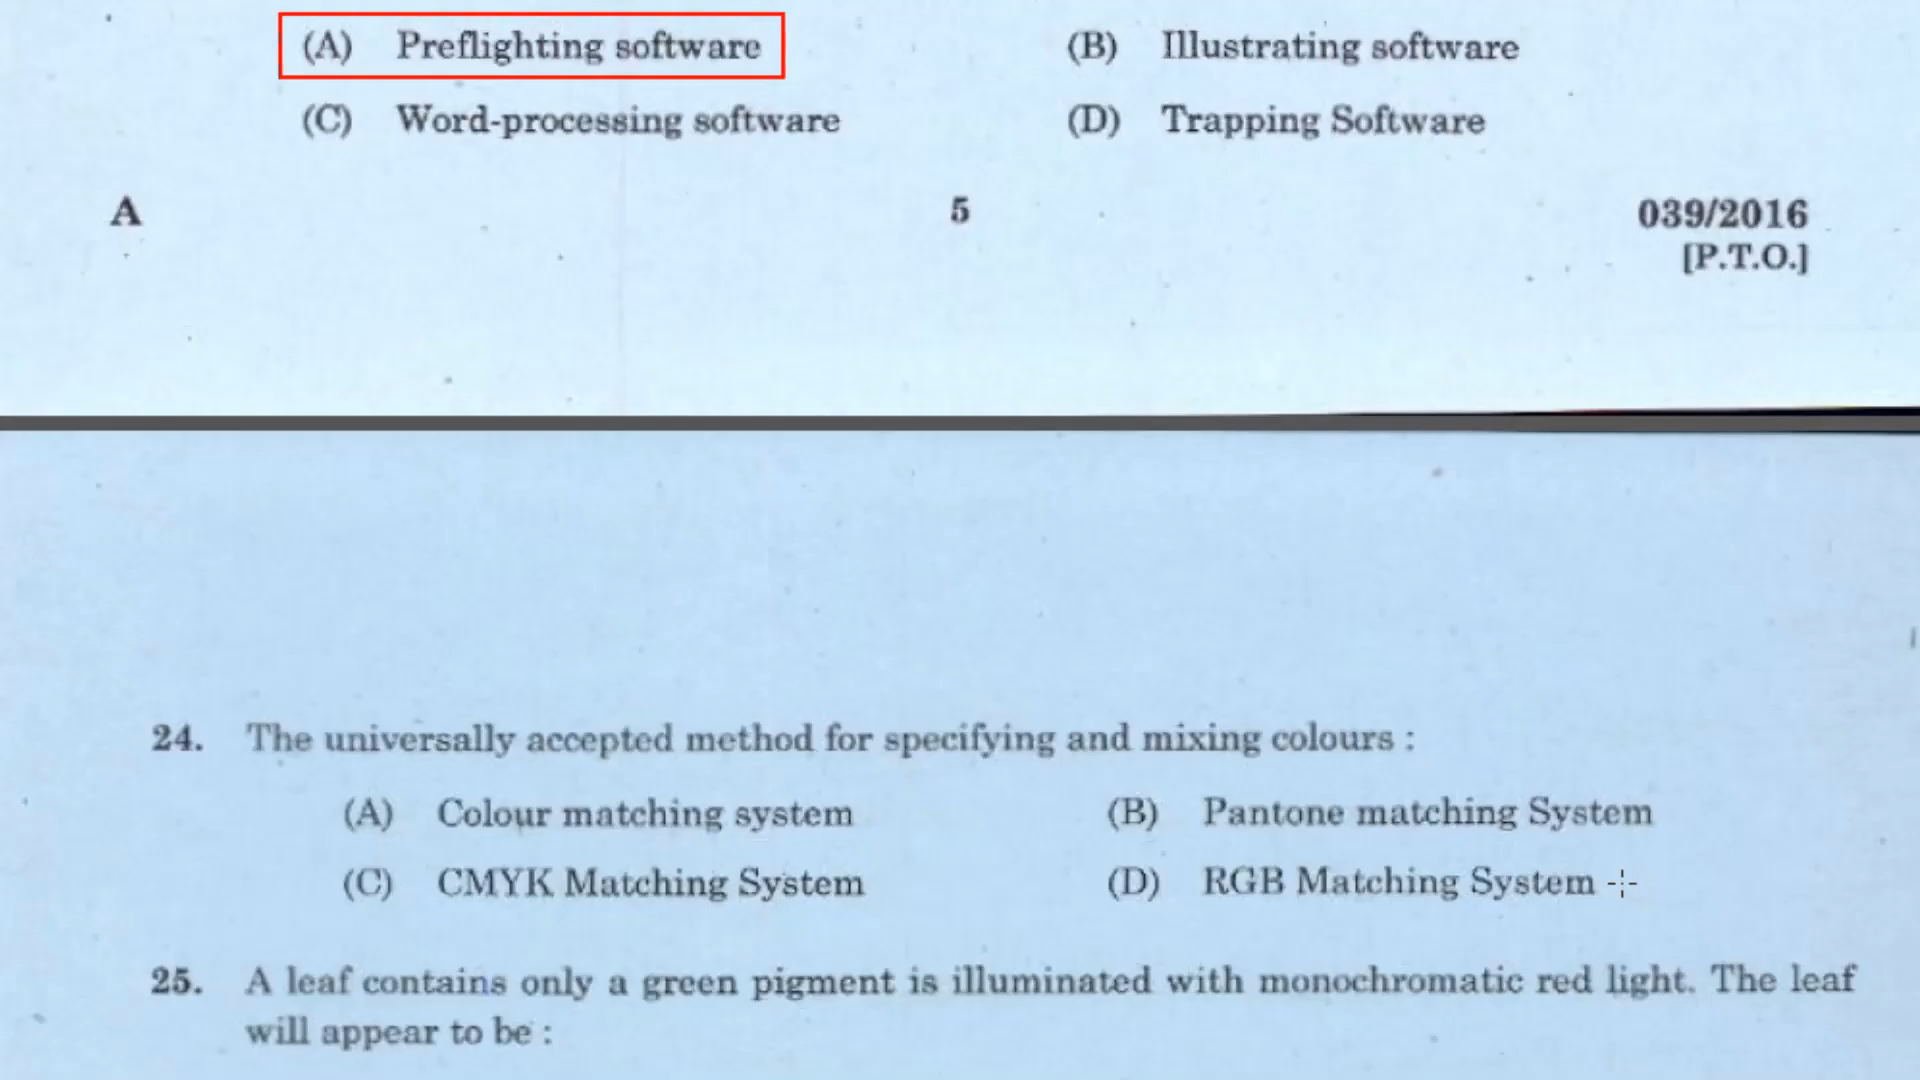 (A) Preflighting software (B) Illustrating software
(C) Word-processing software (D) Trapping Software
A 5 039/2016
[P.T.O.]
24. The universally accepted method for specifying and mixing colours :
(A) Colour matching system (B) Pantone matching System
(C) CMYK Matching System (D) RGB Matching System
25. A leaf contains only a green pigment is illuminated with monochromatic red light. The leaf
will appear to be :